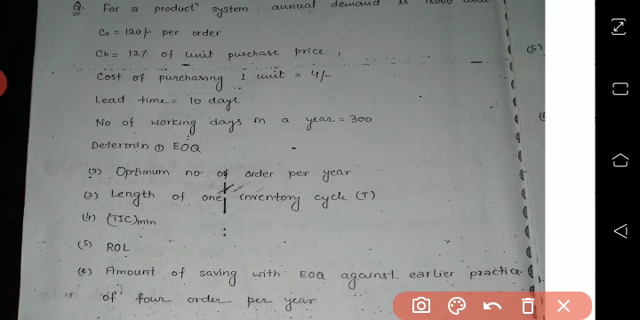 Q. For a product^n system, annual demand is 18000 unit
Co = 120/- per order
Ch = 12% of unit purchase price,
Cost of purchasing 1 unit = 4/-
Lead time = 10 days.
No of working days in a year = 300
Determin ① EOQ
(2) Optimum no. of order per year
(3) Length of one inventory cycle (T)
(4) (TIC)mn
(5) ROL
(6) Amount of saving with EOQ against earlier practice
of four order per year